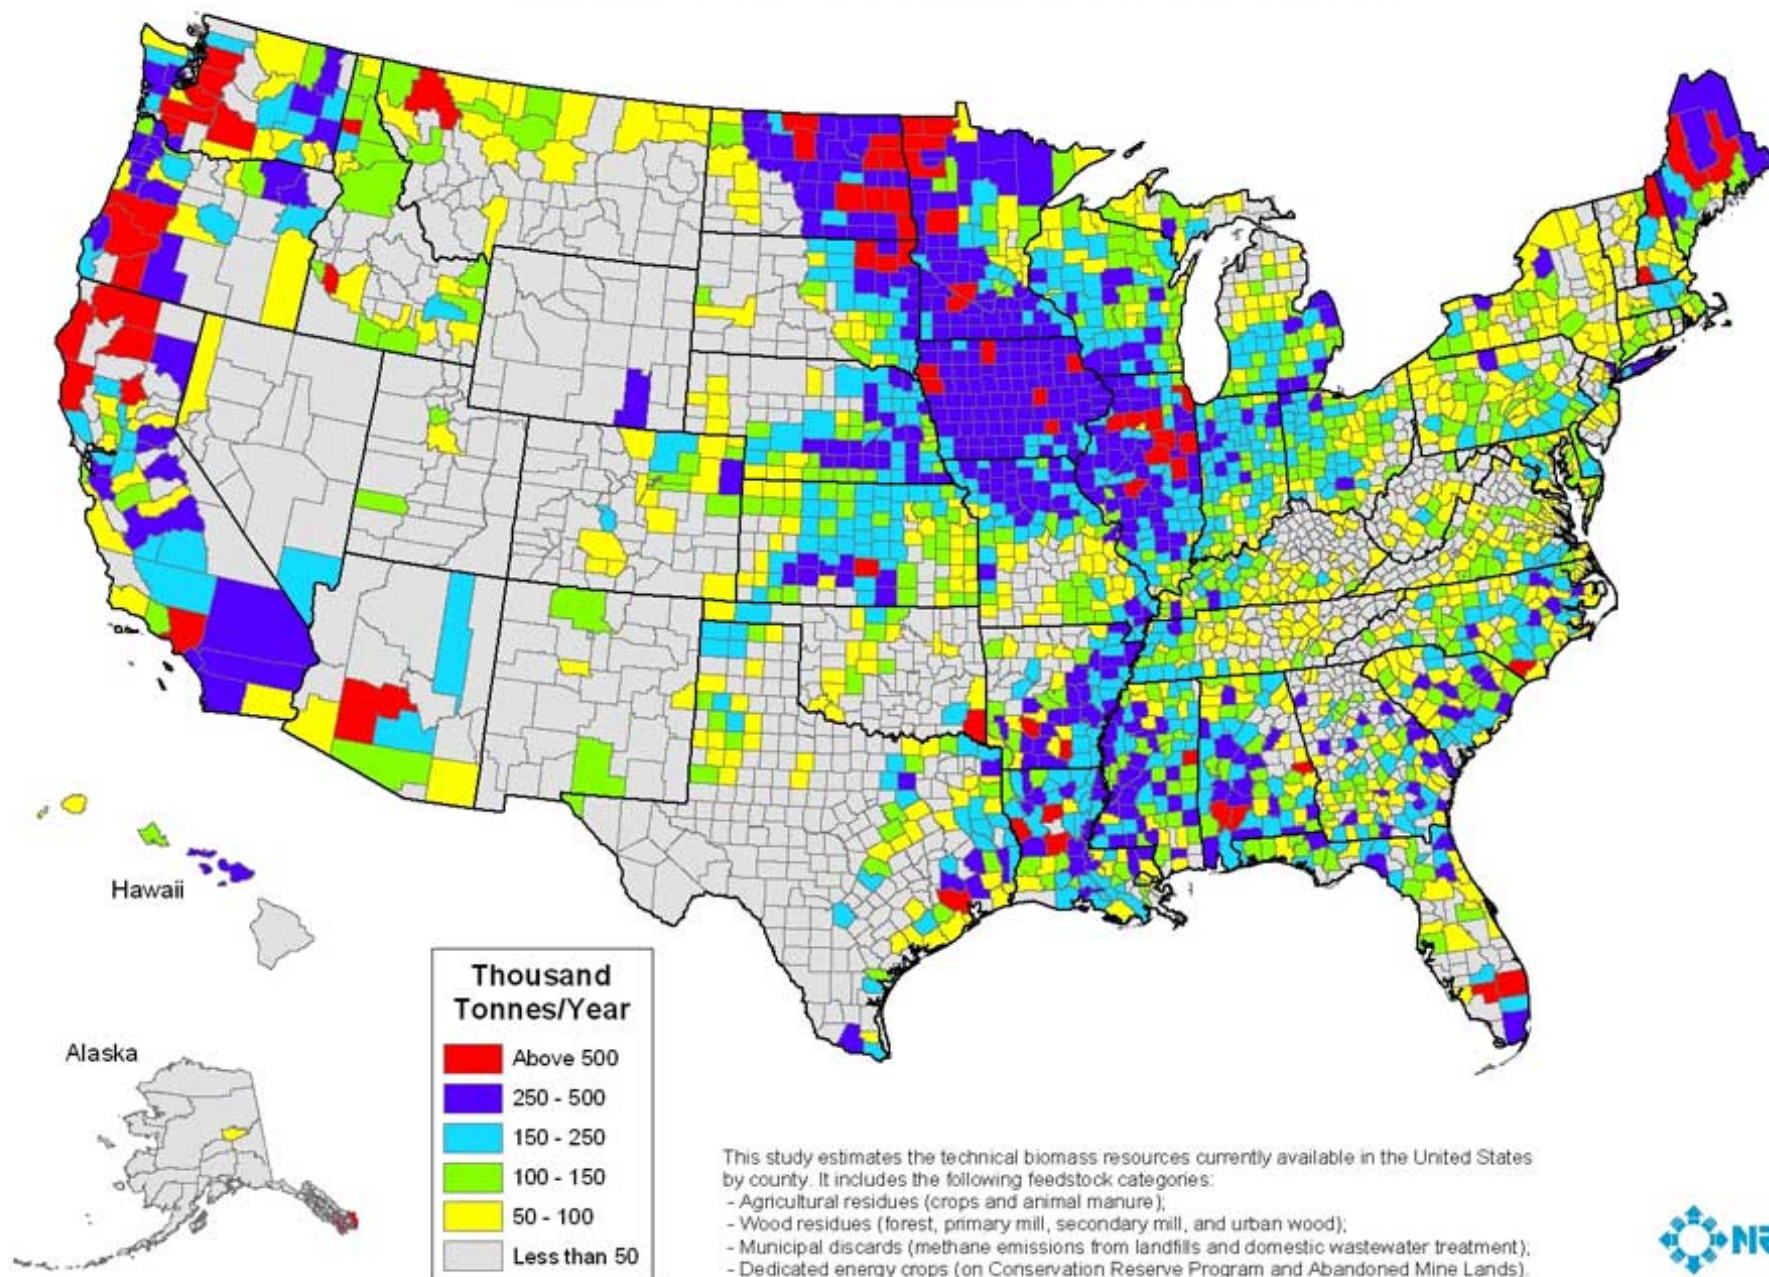 Hawaii
Alaska
Thousand
Tonnes/Year
Above 500
250 - 500
150 - 250
100 - 150
50 - 100
Less than 50
This study estimates the technical biomass resources currently available in the United States
by county. It includes the following feedstock categories:
- Agricultural residues (crops and animal manure);
- Wood residues (forest, primary mill, secondary mill, and urban wood);
- Municipal discards (methane emissions from landfills and domestic wastewater treatment);
- Dedicated energy crops (on Conservation Reserve Program and Abandoned Mine Lands).